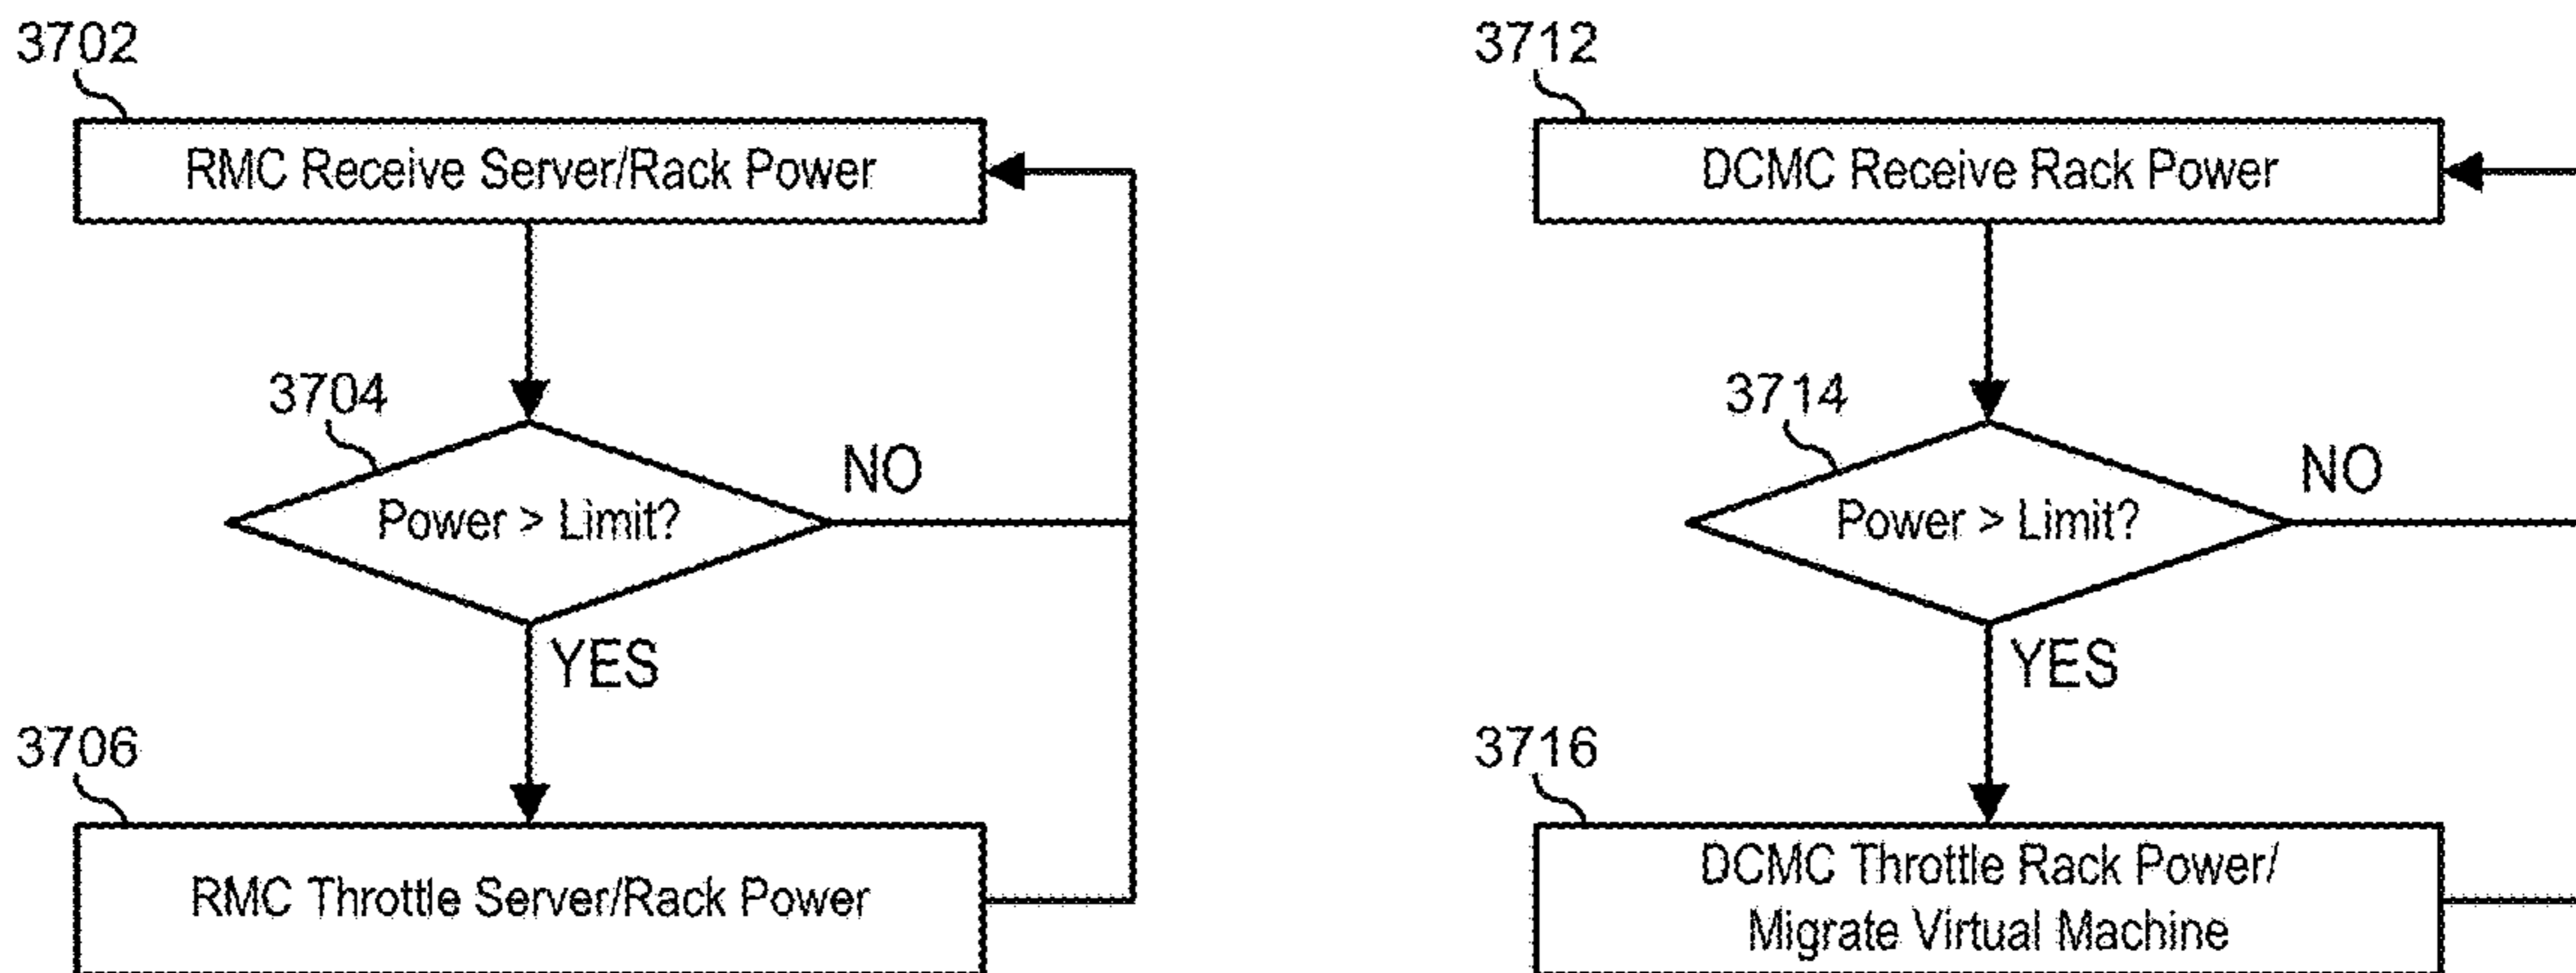 3702
RMC Receive Server/Rack Power
3704
Power > Limit?
NO
YES
3706
RMC Throttle Server/Rack Power
3712
DCMC Receive Rack Power
3714
Power > Limit?
NO
YES
3716
DCMC Throttle Rack Power/
Migrate Virtual Machine